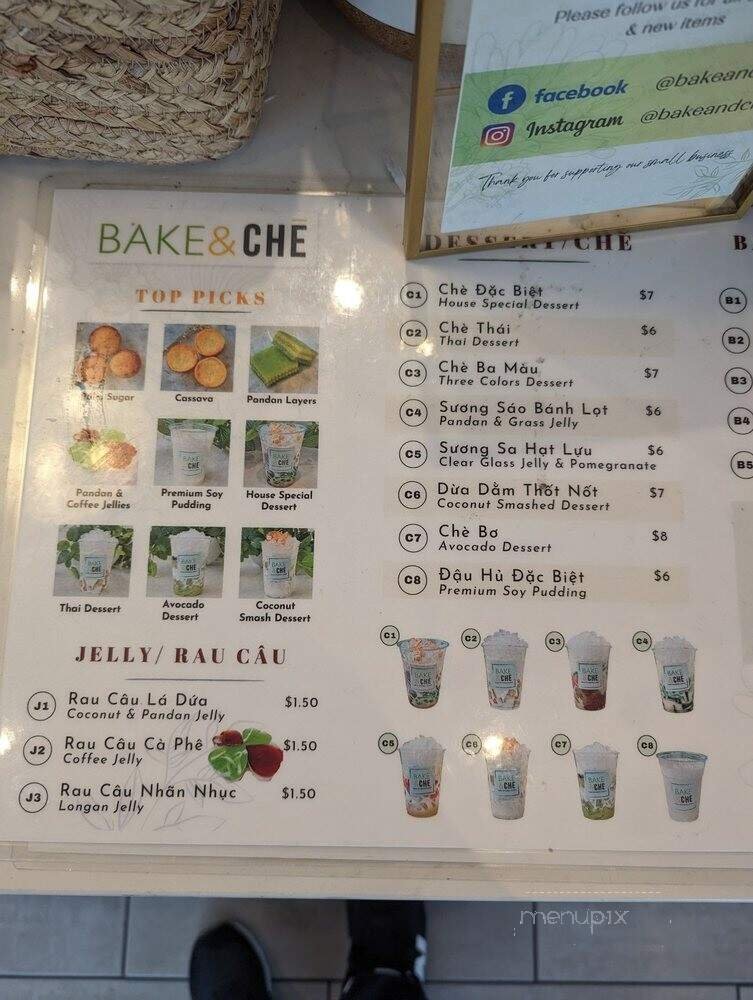 Please follow us for
& new items
facebook
Instagram
Thank you for supporting our small business
BAKE & CHÈ
TOP PICKS
Sugar
Cassava
Pandan Layers
Pandan &
Coffee Jellies
Premium Soy
Pudding
House Special
Dessert
Thai Dessert
Avocado
Dessert
Coconut
Smash Dessert
JELLY/ RAU CÂU
J1 Rau Câu Lá Dứa $1.50
Coconut & Pandan Jelly
J2 Rau Câu Cà Phê $1.50
Coffee Jelly
J3 Rau Câu Nhãn Nhục $1.50
Longan Jelly
DESSERT/CHÈ
C1 Chè Đặc Biệt $7
House Special Dessert
C2 Chè Thái $6
Thai Dessert
C3 Chè Ba Màu $7
Three Colors Dessert
C4 Sương Sáo Bánh Lọt $6
Pandan & Grass Jelly
C5 Sương Sa Hạt Lựu $6
Clear Glass Jelly & Pomegranate
C6 Dừa Dằm Thốt Nốt $7
Coconut Smashed Dessert
C7 Chè Bơ $8
Avocado Dessert
C8 Đậu Hủ Đặc Biệt $6
Premium Soy Pudding
C1
C2
C3
C4
C5
C6
C7
C8
B1
B2
B3
B4
B5
menupix